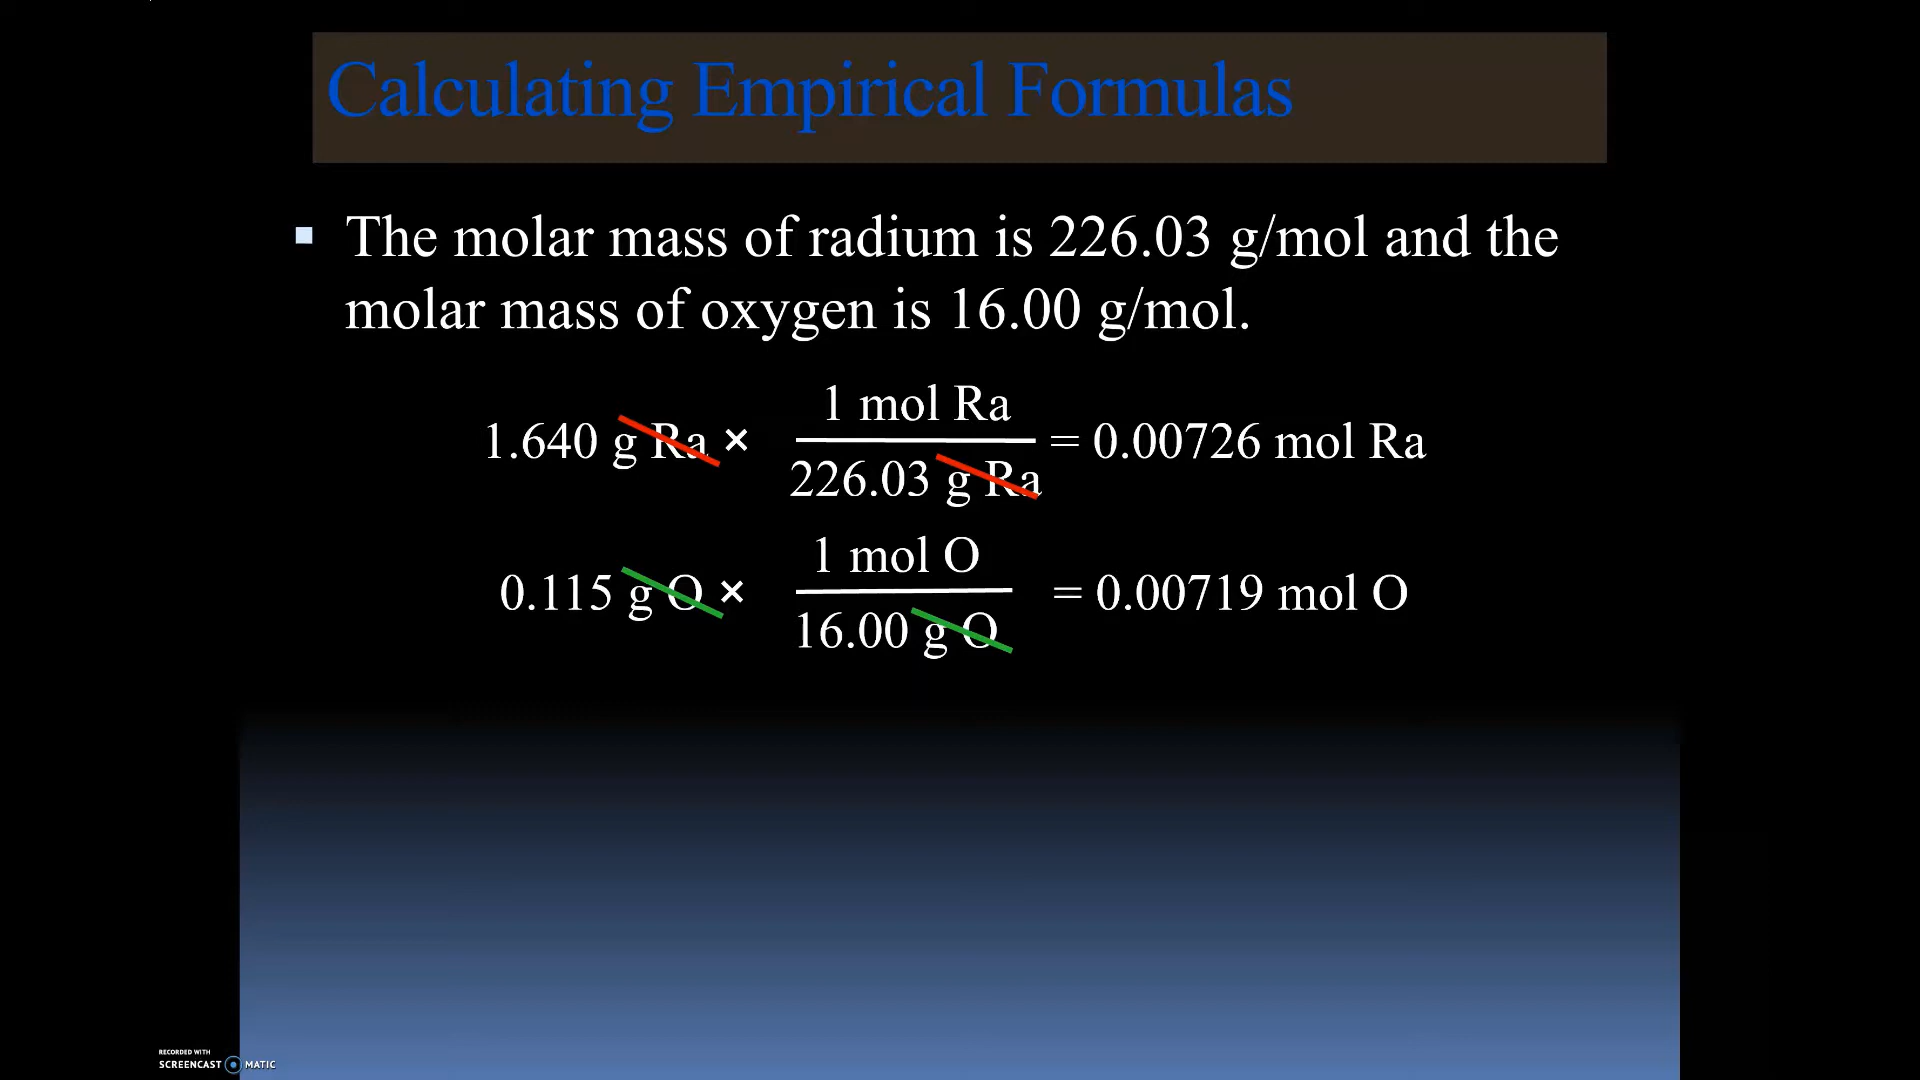 Calculating Empirical Formulas
▪ The molar mass of radium is 226.03 g/mol and the
molar mass of oxygen is 16.00 g/mol.
1 mol Ra
1.640 g Ra × = 0.00726 mol Ra
226.03 g Ra
1 mol O
0.115 g O × = 0.00719 mol O
16.00 g O
RECORDED WITH
SCREENCAST MATIC